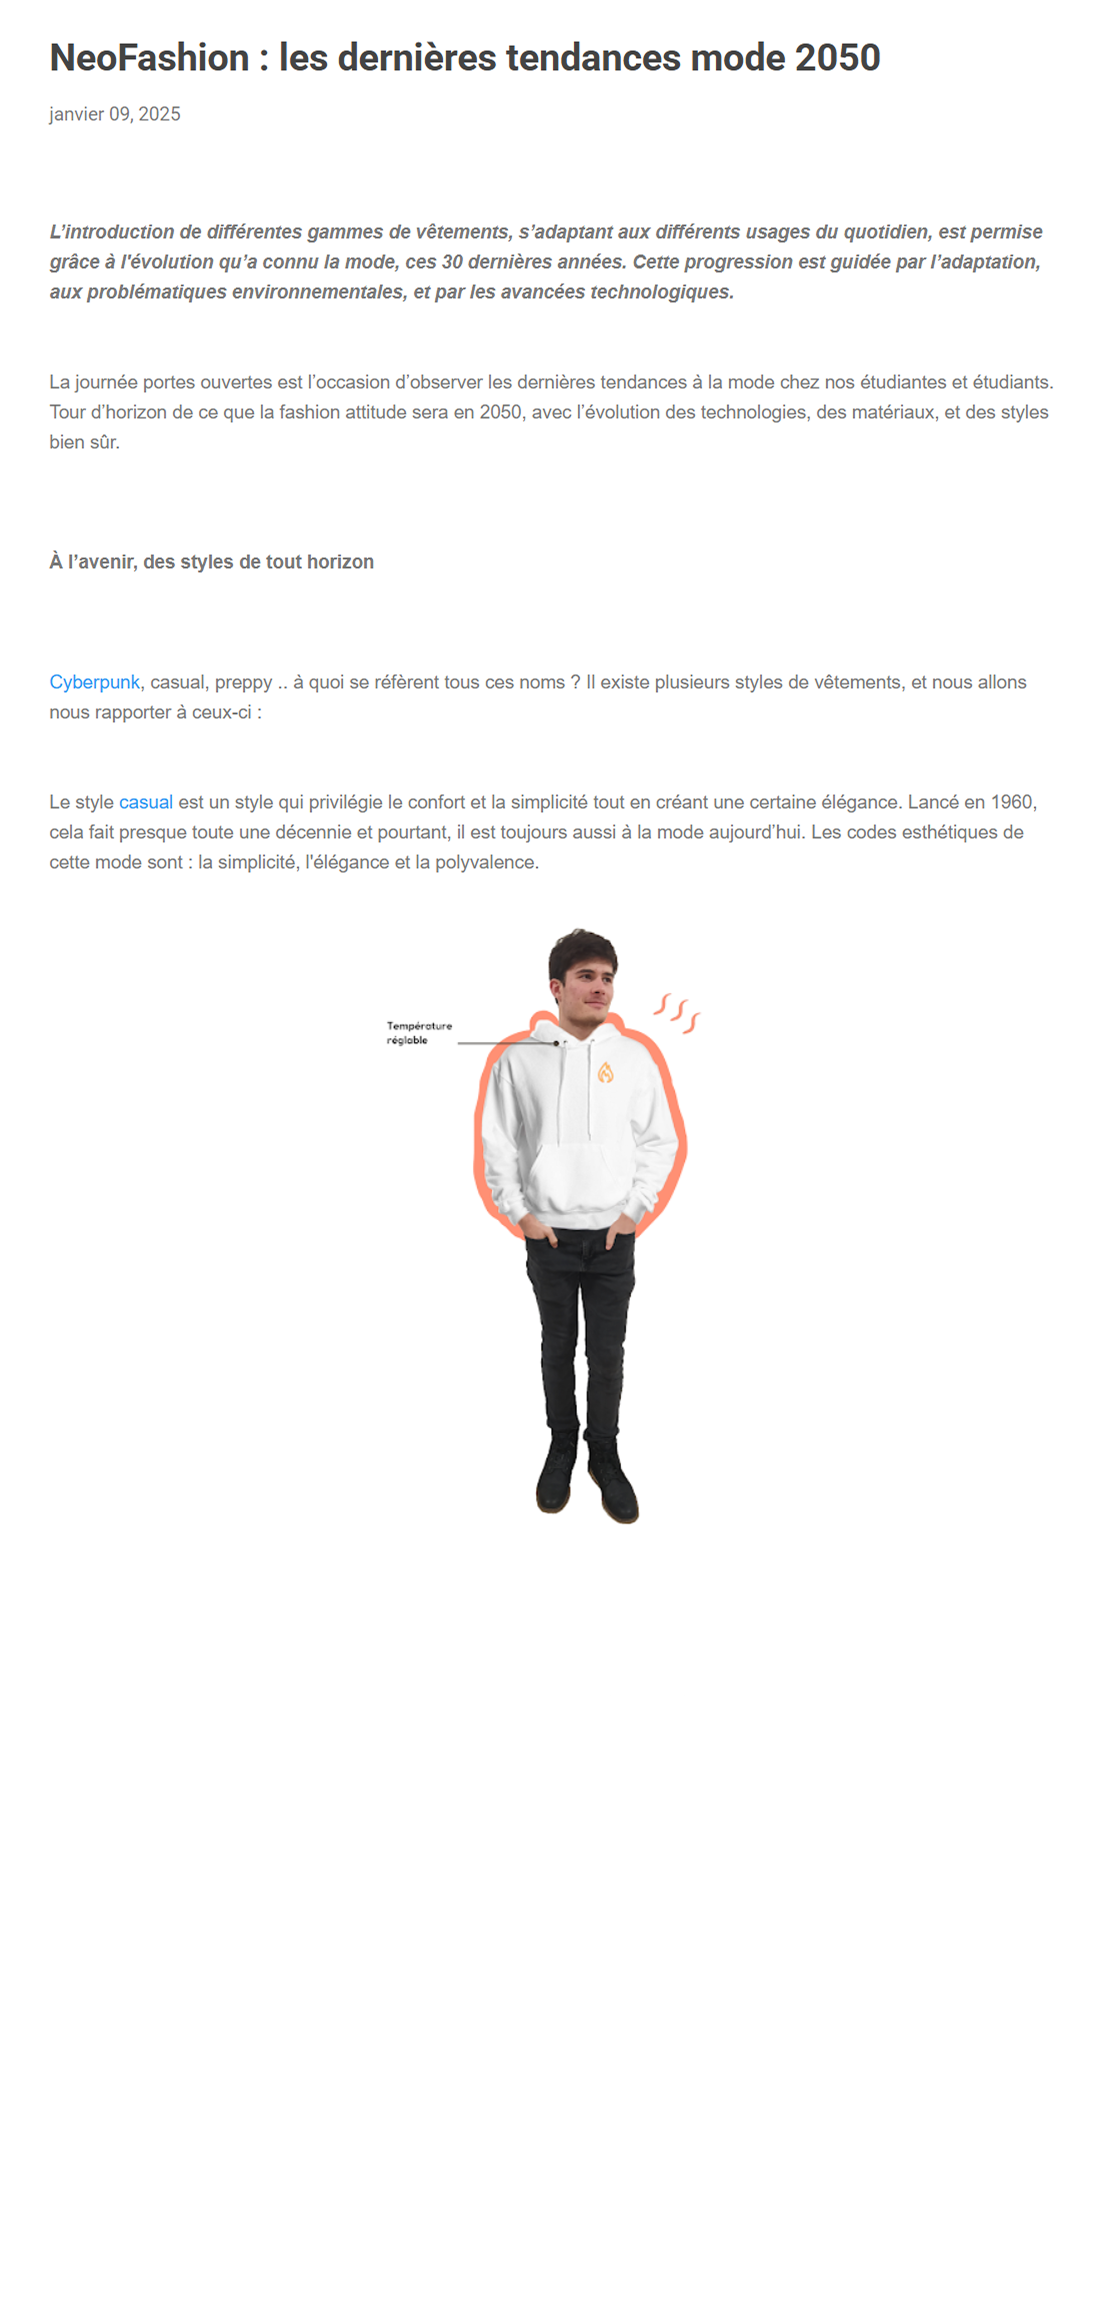 NeoFashion : les dernières tendances mode 2050
janvier 09, 2025
L’introduction de différentes gammes de vêtements, s’adaptant aux différents usages du quotidien, est permise
grâce à l'évolution qu’a connu la mode, ces 30 dernières années. Cette progression est guidée par l’adaptation,
aux problématiques environnementales, et par les avancées technologiques.
La journée portes ouvertes est l’occasion d’observer les dernières tendances à la mode chez nos étudiantes et étudiants.
Tour d’horizon de ce que la fashion attitude sera en 2050, avec l’évolution des technologies, des matériaux, et des styles
bien sûr.
À l’avenir, des styles de tout horizon
Cyberpunk, casual, preppy .. à quoi se réfèrent tous ces noms ? Il existe plusieurs styles de vêtements, et nous allons
nous rapporter à ceux-ci :
Le style casual est un style qui privilégie le confort et la simplicité tout en créant une certaine élégance. Lancé en 1960,
cela fait presque toute une décennie et pourtant, il est toujours aussi à la mode aujourd’hui. Les codes esthétiques de
cette mode sont : la simplicité, l'élégance et la polyvalence.
Température
réglable